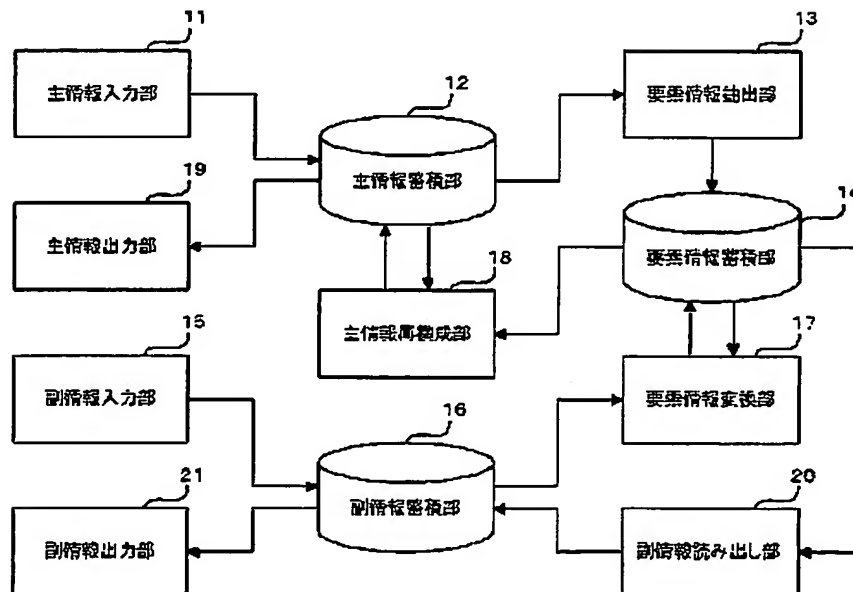 11
主情報入力部
12
主情報蓄積部
13
要素情報抽出部
19
主情報出力部
14
要素情報蓄積部
18
主情報再構成部
15
副情報入力部
17
要素情報変換部
16
副情報蓄積部
21
副情報出力部
20
副情報読み出し部